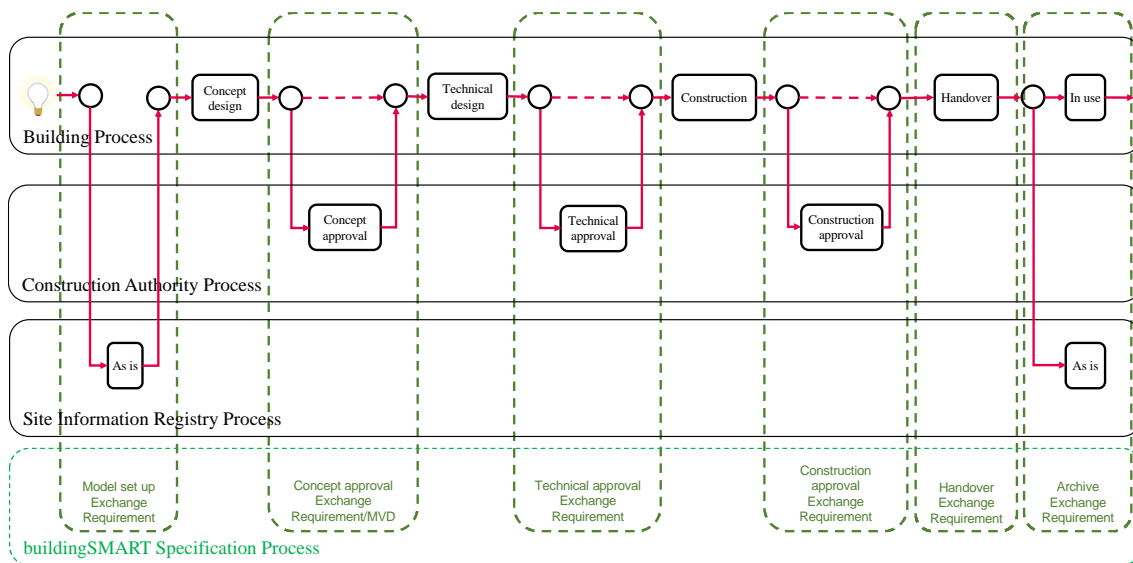 Concept
design
Technical
design
Construction
Handover
In use
Building Process
Concept
approval
Technical
approval
Construction
approval
Construction Authority Process
As is
As is
Site Information Registry Process
Model set up
Exchange
Requirement
Concept approval
Exchange
Requirement/MVD
Technical approval
Exchange
Requirement
Construction
approval
Exchange
Requirement
Handover
Exchange
Requirement
Archive
Exchange
Requirement
buildingSMART Specification Process